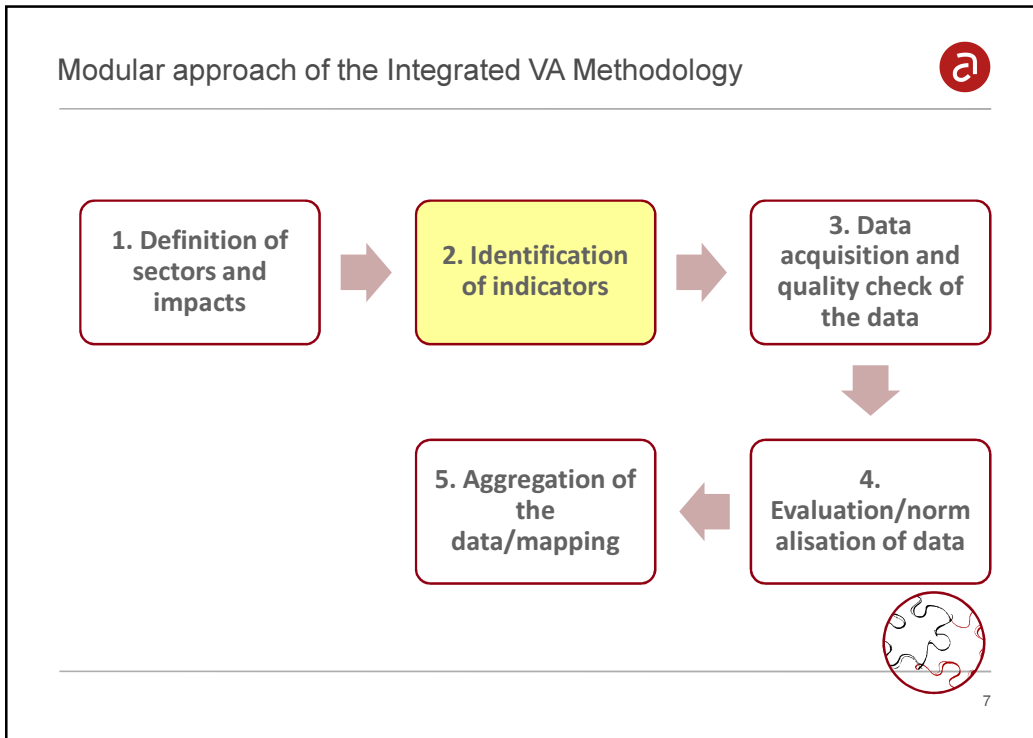 Modular approach of the Integrated VA Methodology
1. Definition of
sectors and
impacts
2. Identification
of indicators
3. Data
acquisition and
quality check of
the data
4.
Evaluation/norm
alisation of data
5. Aggregation of
the
data/mapping
7